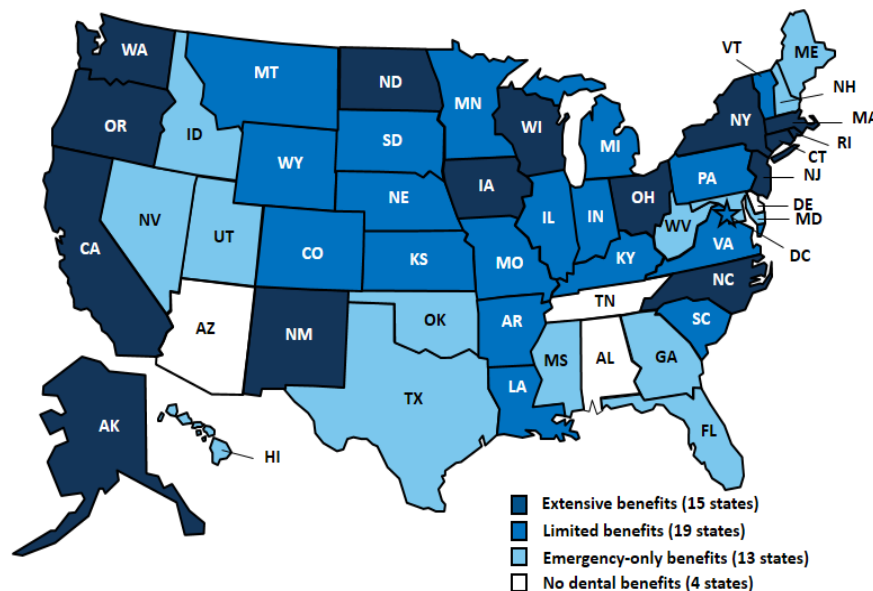 WA
MT
ND
MN
VT
ME
NH
OR
ID
SD
WI
NY
MA
MI
RI
WY
CT
IA
PA
NJ
NE
OH
NV
IL
IN
DE
UT
WV
MD
CA
CO
VA
KS
MO
KY
DC
NC
TN
AZ
OK
NM
AR
SC
MS
AL
GA
LA
TX
AK
FL
HI
Extensive benefits (15 states)
Limited benefits (19 states)
Emergency-only benefits (13 states)
No dental benefits (4 states)